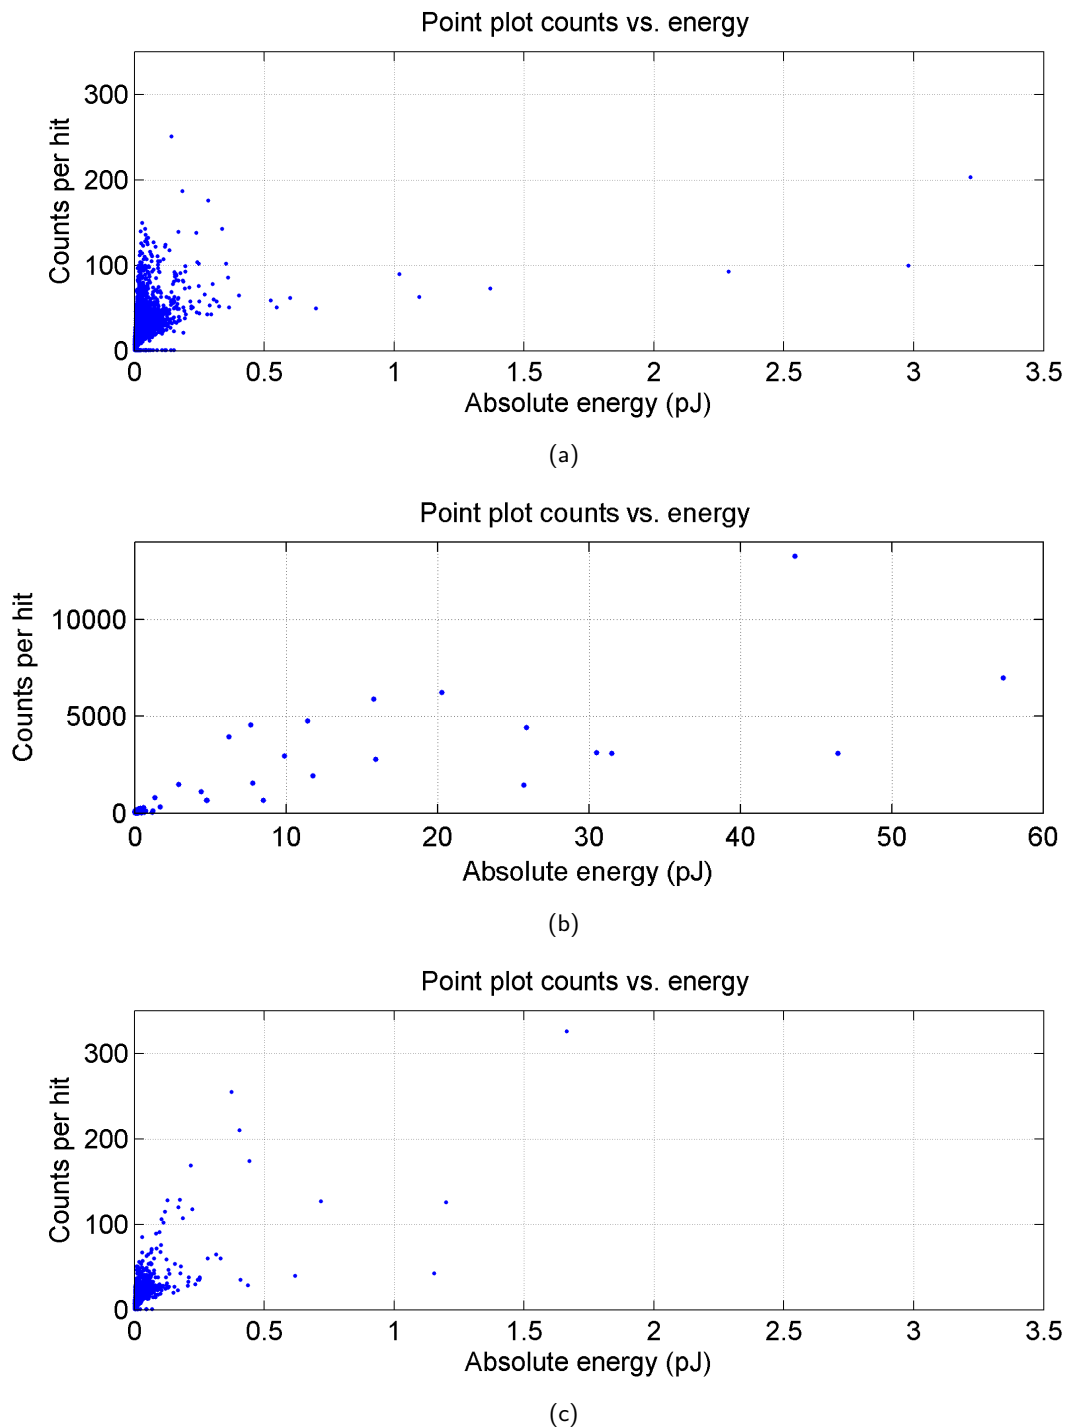 Point plot counts vs. energy
Counts per hit
300
200
100
0
0 0.5 1 1.5 2 2.5 3 3.5
Absolute energy (pJ)
(a)
Point plot counts vs. energy
Counts per hit
10000
5000
0
0 10 20 30 40 50 60
Absolute energy (pJ)
(b)
Point plot counts vs. energy
Counts per hit
300
200
100
0
0 0.5 1 1.5 2 2.5 3 3.5
Absolute energy (pJ)
(c)